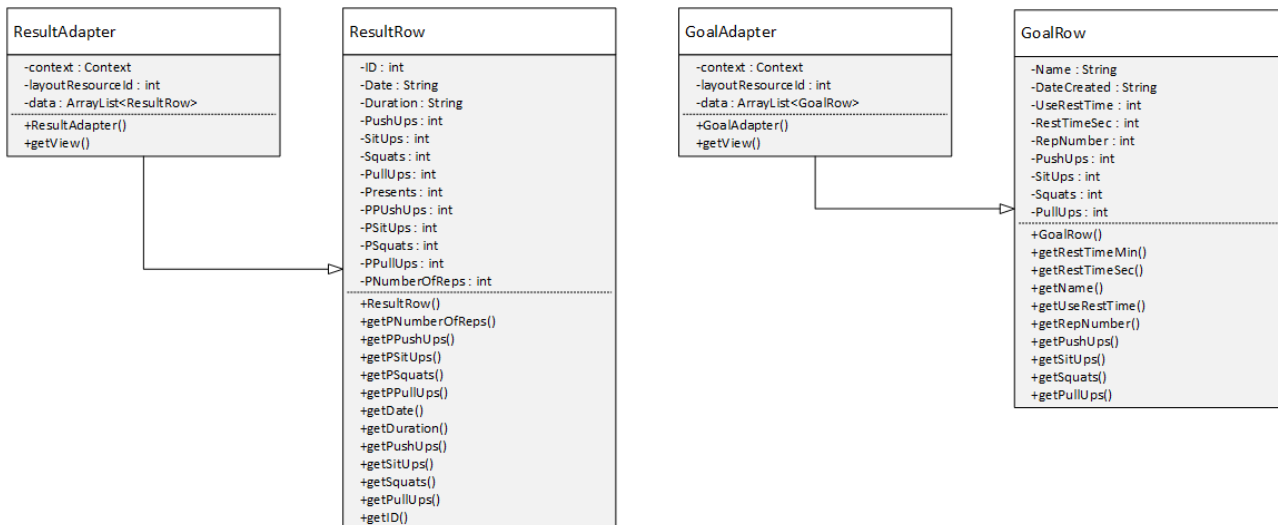 ResultAdapter
-context : Context
-layoutResourceId : int
-data : ArrayList<ResultRow>
+ResultAdapter()
+getView()
ResultRow
-ID : int
-Date : String
-Duration : String
-PushUps : int
-SitUps : int
-Squats : int
-PullUps : int
-Presents : int
-PPUshUps : int
-PSitUps : int
-PSquats : int
-PPullUps : int
-PNumberOfReps : int
+ResultRow()
+getPNumberOfReps()
+getPPushUps()
+getPSitUps()
+getPSquats()
+getPPullUps()
+getDate()
+getDuration()
+getPushUps()
+getSitUps()
+getSquats()
+getPullUps()
+getID()
GoalAdapter
-context : Context
-layoutResourceId : int
-data : ArrayList<GoalRow>
+GoalAdapter()
+getView()
GoalRow
-Name : String
-DateCreated : String
-UseRestTime : int
-RestTimeSec : int
-RepNumber : int
-PushUps : int
-SitUps : int
-Squats : int
-PullUps : int
+GoalRow()
+getRestTimeMin()
+getRestTimeSec()
+getName()
+getUseRestTime()
+getRepNumber()
+getPushUps()
+getSitUps()
+getSquats()
+getPullUps()